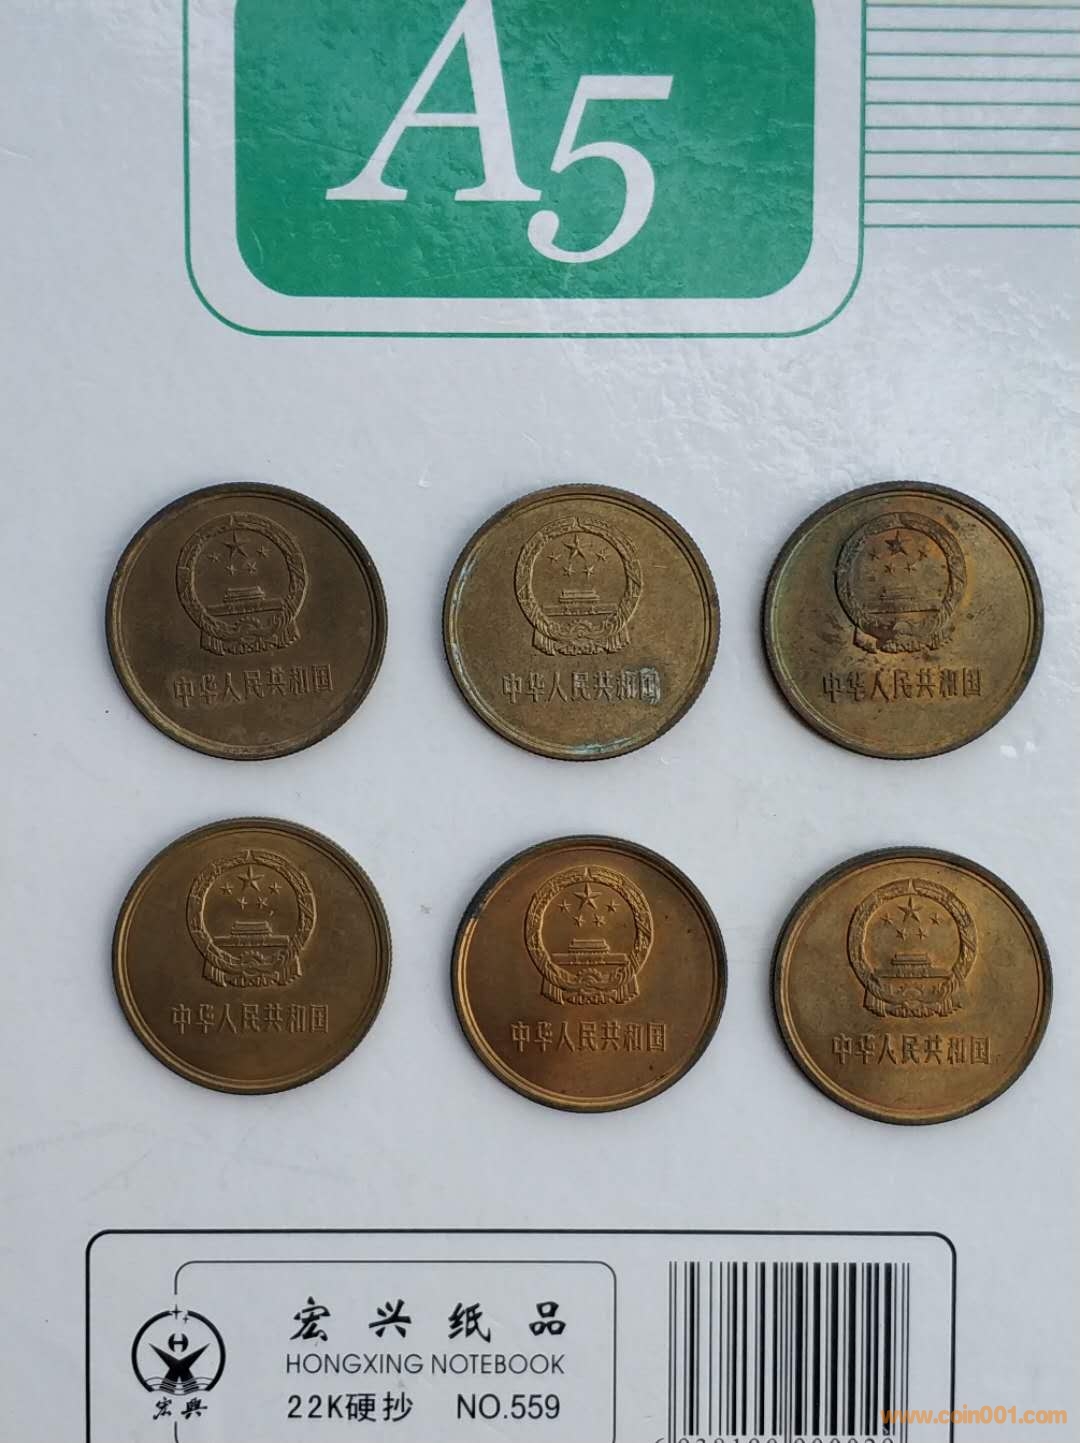 A5
中华人民共和国
中华人民共和国
中华人民共和国
中华人民共和国
中华人民共和国
中华人民共和国
宏兴纸品
HONGXING NOTEBOOK
22K硬抄 NO.559
宏興
www.coin001.com